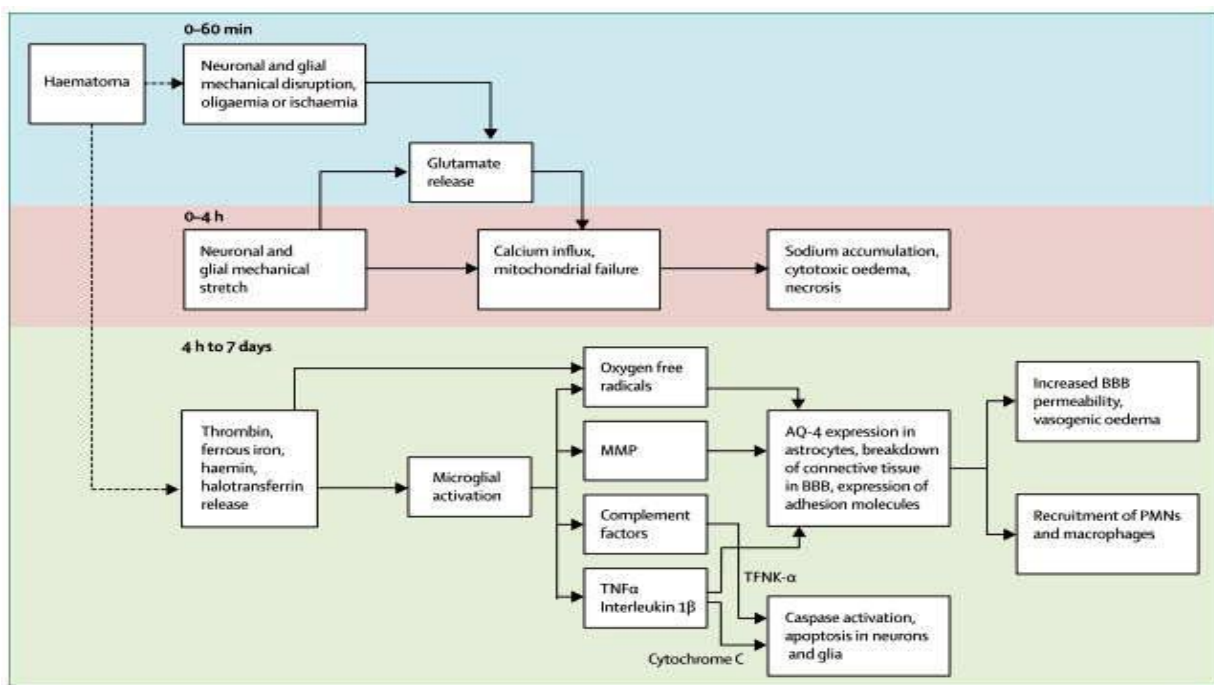 0–60 min
Haematoma
Neuronal and glial
mechanical disruption,
oligaemia or ischaemia
Glutamate
release
0–4 h
Neuronal and
glial mechanical
stretch
Calcium influx,
mitochondrial failure
Sodium accumulation,
cytotoxic oedema,
necrosis
4 h to 7 days
Thrombin,
ferrous iron,
haemin,
halotransferrin
release
Microglial
activation
Oxygen free
radicals
MMP
Complement
factors
TNFα
Interleukin 1β
AQ-4 expression in
astrocytes, breakdown
of connective tissue
in BBB, expression of
adhesion molecules
TFNK-α
Cytochrome C
Caspase activation,
apoptosis in neurons
and glia
Increased BBB
permeability,
vasogenic oedema
Recruitment of PMNs
and macrophages